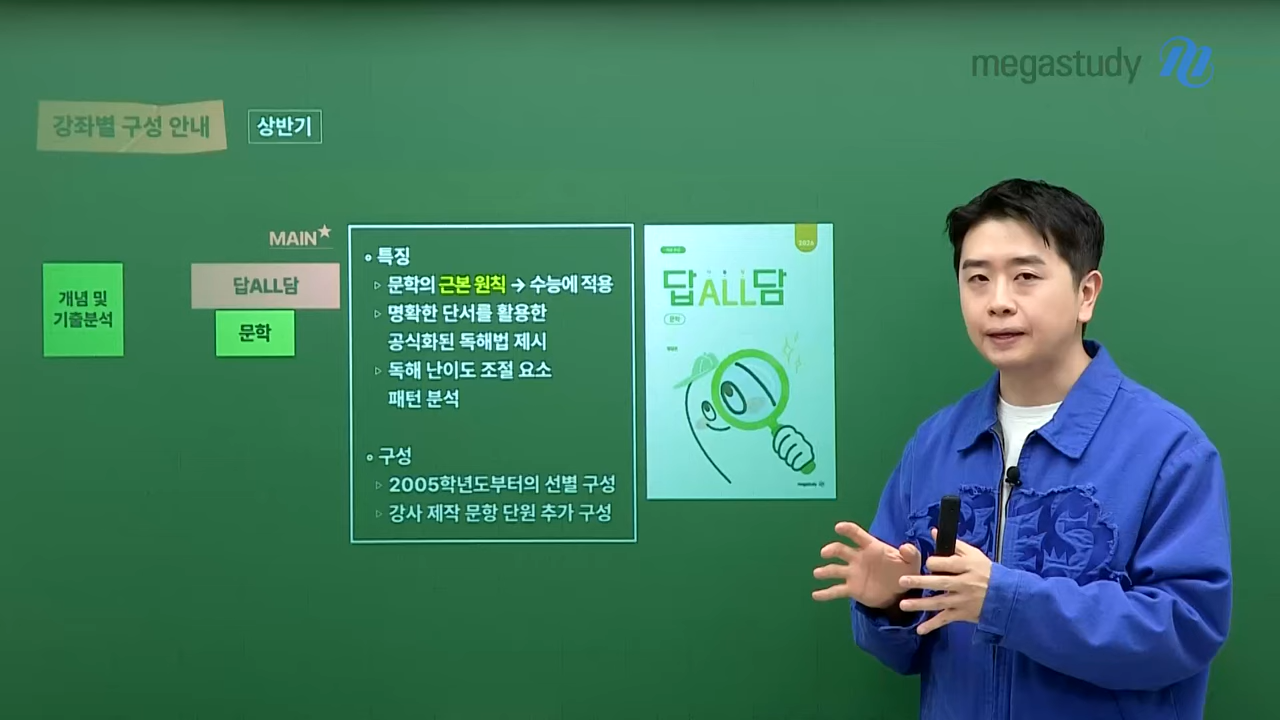 megastudy
강좌별 구성 안내
상반기
MAIN
개념 및
기출분석
답ALL담
문학
특징
문학의 근본 원칙 → 수능에 적용
명확한 단서를 활용한
공식화된 독해법 제시
독해 난이도 조절 요소
패턴 분석
구성
2005학년도부터의 선별 구성
강사 제작 문항 단원 추가 구성
2026
답ALL담
문학
megastudy